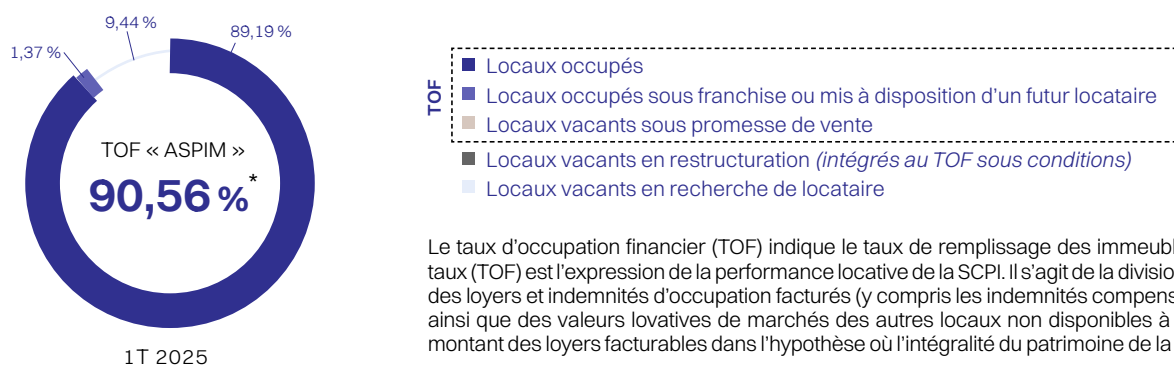 9,44 %
89,19 %
1,37 %
TOF « ASPIM »
90,56 %*
1T 2025
TOF
Locaux occupés
Locaux occupés sous franchise ou mis à disposition d’un futur locataire
Locaux vacants sous promesse de vente
Locaux vacants en restructuration (intégrés au TOF sous conditions)
Locaux vacants en recherche de locataire
Le taux d’occupation financier (TOF) indique le taux de remplissage des immeubl
taux (TOF) est l’expression de la performance locative de la SCPI. Il s’agit de la divisio
des loyers et indemnités d’occupation facturés (y compris les indemnités compens
ainsi que des valeurs lovatives de marchés des autres locaux non disponibles à
montant des loyers facturables dans l’hypothèse où l’intégralité du patrimoine de la